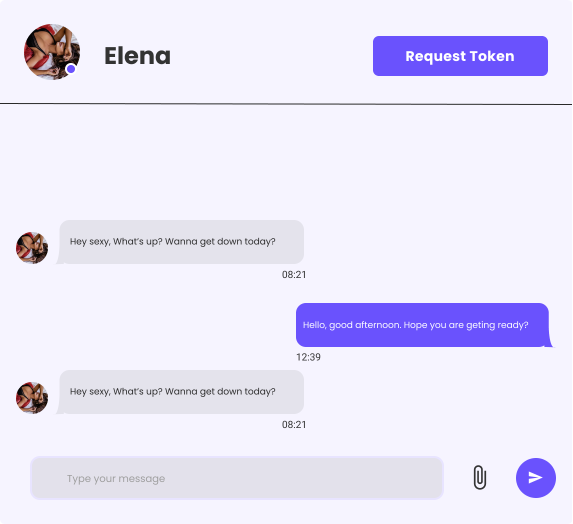 Elena
Request Token
Hey sexy, What's up? Wanna get down today?
08:21
Hello, good afternoon. Hope you are geting ready?
12:39
Hey sexy, What's up? Wanna get down today?
08:21
Type your message